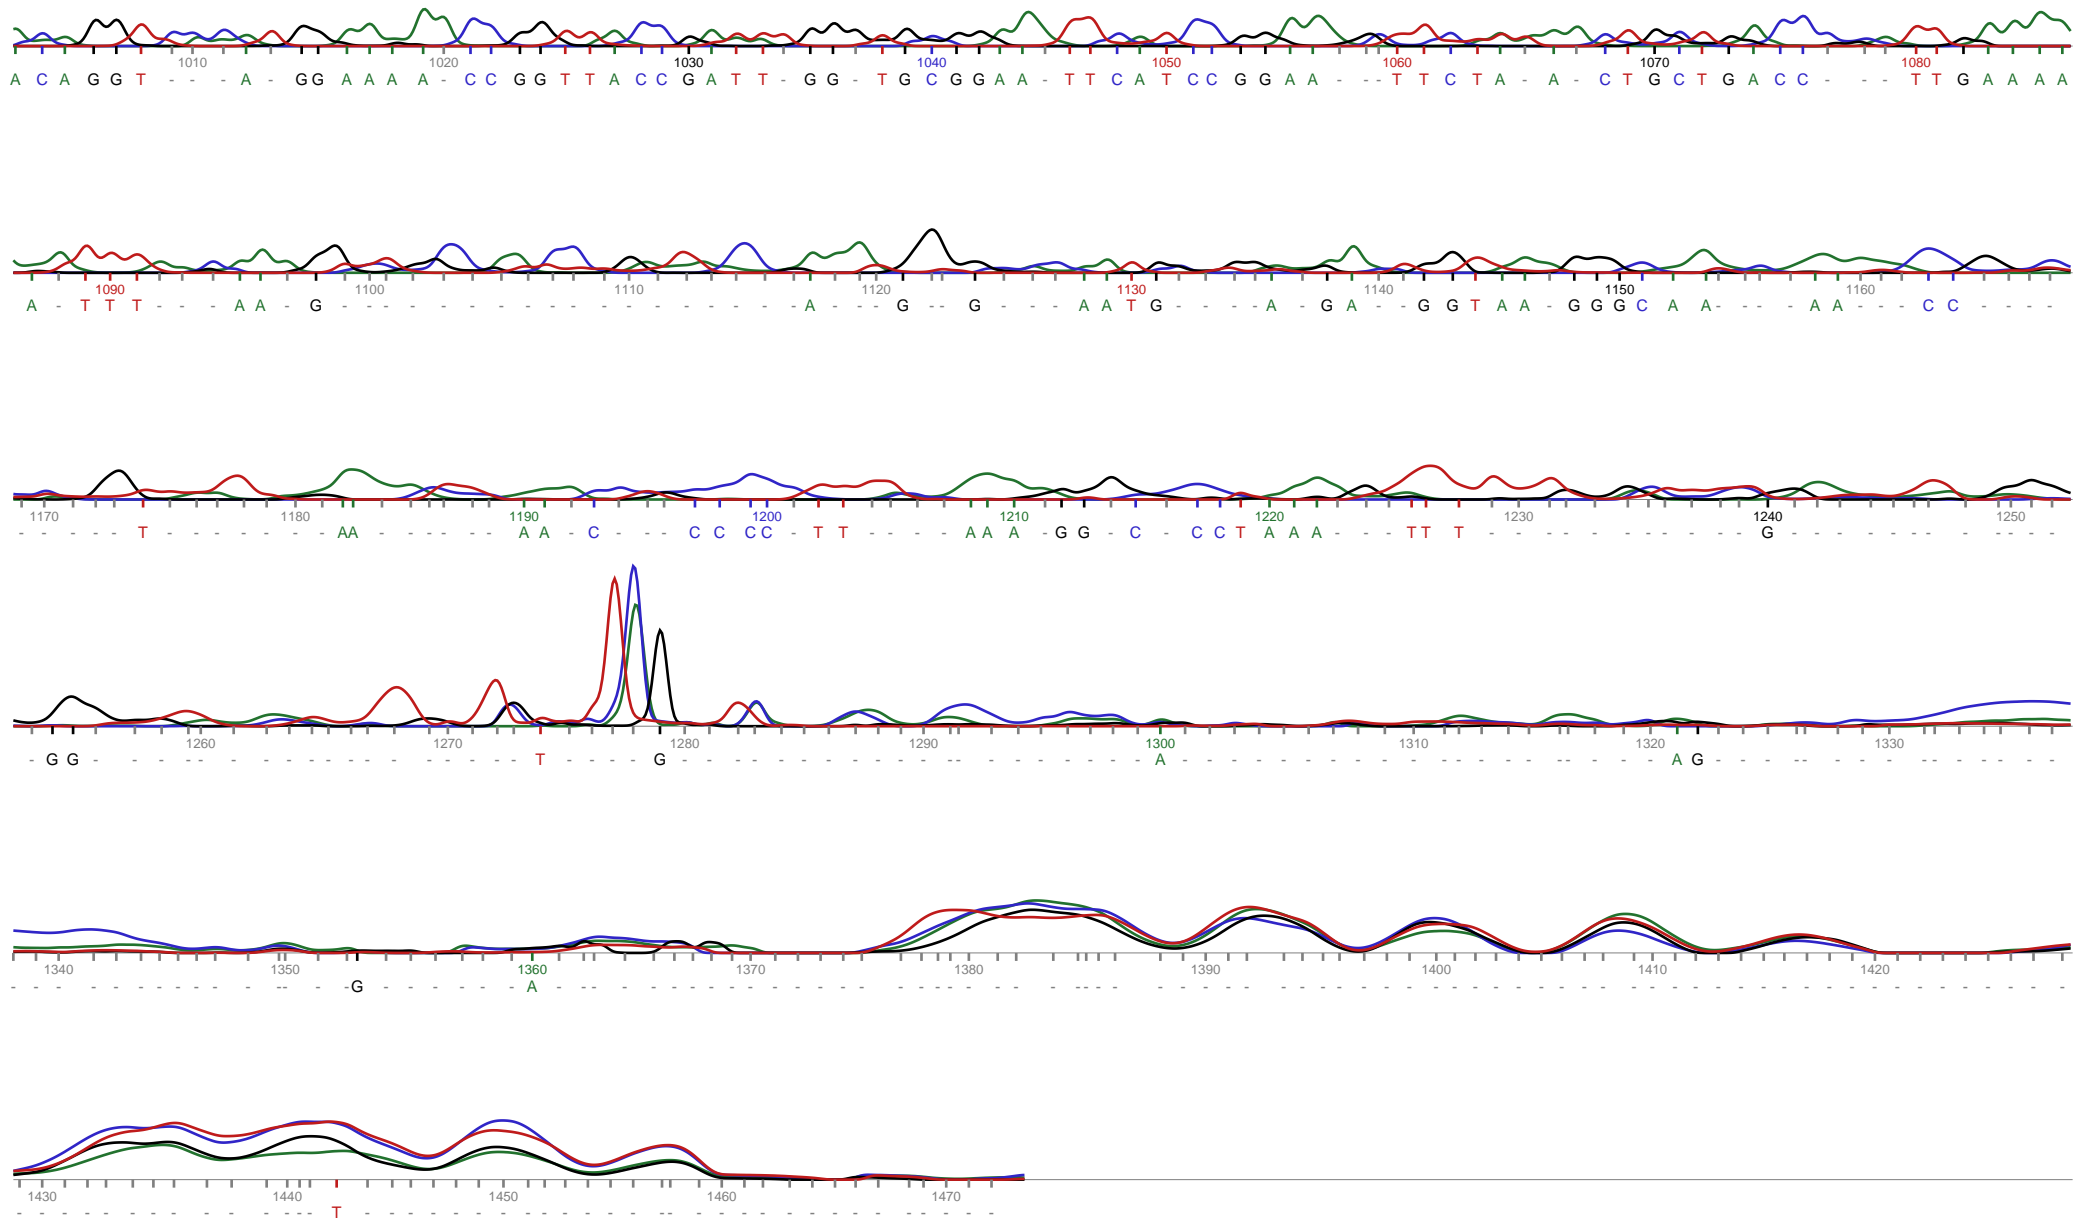 1010 1020 1030 1040 1050 1060 1070 1080
A C A G G T - - - A - G G A A A A - C C G G T T A C C G A T T - G G - T G C G G A A - T T C A T C C G G A A - - - T T C T A - A - C T G C T G A C C - - - T T G A A A A
1090 1100 1110 1120 1130 1140 1150 1160
A - T T T - - - - A A - G - - - - - - - - - - - - - - - - - - - A - - - G - - G - - - - A A T G - - - - A - G A - - G G T A A - G G G C A A - - - - A A - - - C C - - - -
1170 1180 1190 1200 1210 1220 1230 1240 1250
- - - - - T - - - - - - - A A - - - - - - A A - C - - - C C C C - T T - - - - A A A - G G - C - C C T A A A - - - T T T - - - - - - - - - - - G - - - - - - - - - - - -
1260 1270 1280 1290 1300 1310 1320 1330
- G G - - - - - - - - - - - - - - - - - - - - T - - - - G - - - - - - - - - - - - - - - - - - - - A - - - - - - - - - - - - - - - - - - - - A G - - - - - - - - - - - - - - - -
1340 1350 1360 1370 1380 1390 1400 1410 1420
- - - - - - - - - - - - - - - - G - - - - - - A - - - - - - - - - - - - - - - - - - - - - - - - - - - - - - - - - - - - - - - - - - - - - - - - - - - - - - - - - - - - - - -
1430 1440 1450 1460 1470
- - - - - - - - - - - - - - T - - - - - - - - - - - - - - - - - - - - - - - - - - -